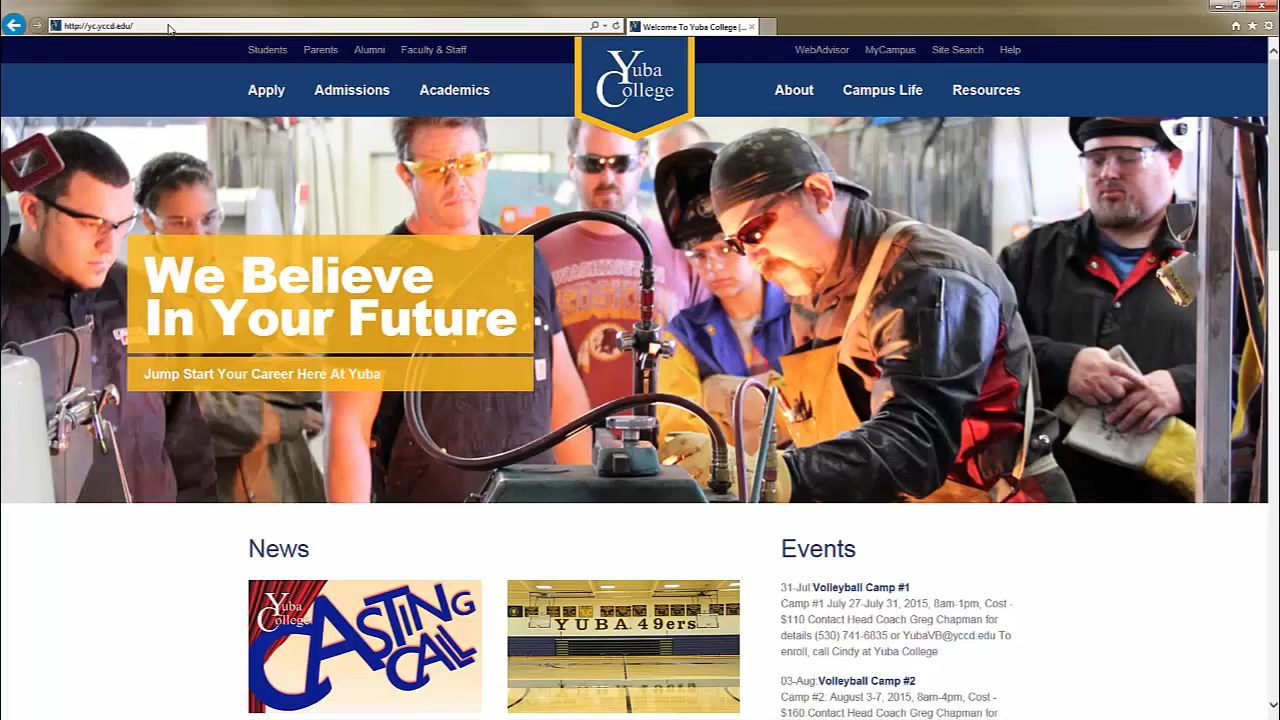 http://yc.yccd.edu/
Welcome To Yuba College |...
Students Parents Alumni Faculty & Staff
WebAdvisor MyCampus Site Search Help
Yuba
College
Apply Admissions Academics
About Campus Life Resources
We Believe
In Your Future
Jump Start Your Career Here At Yuba
News
Yuba
College
CASTING
CALL
YUBA 49ers
Events
31-Jul:Volleyball Camp #1
Camp #1 July 27-July 31, 2015, 8am-1pm, Cost -
$110 Contact Head Coach Greg Chapman for
details (530) 741-6835 or YubaVB@yccd.edu To
enroll, call Cindy at Yuba College
03-Aug:Volleyball Camp #2
Camp #2: August 3-7, 2015, 8am-4pm, Cost -
$160 Contact Head Coach Greg Chapman for